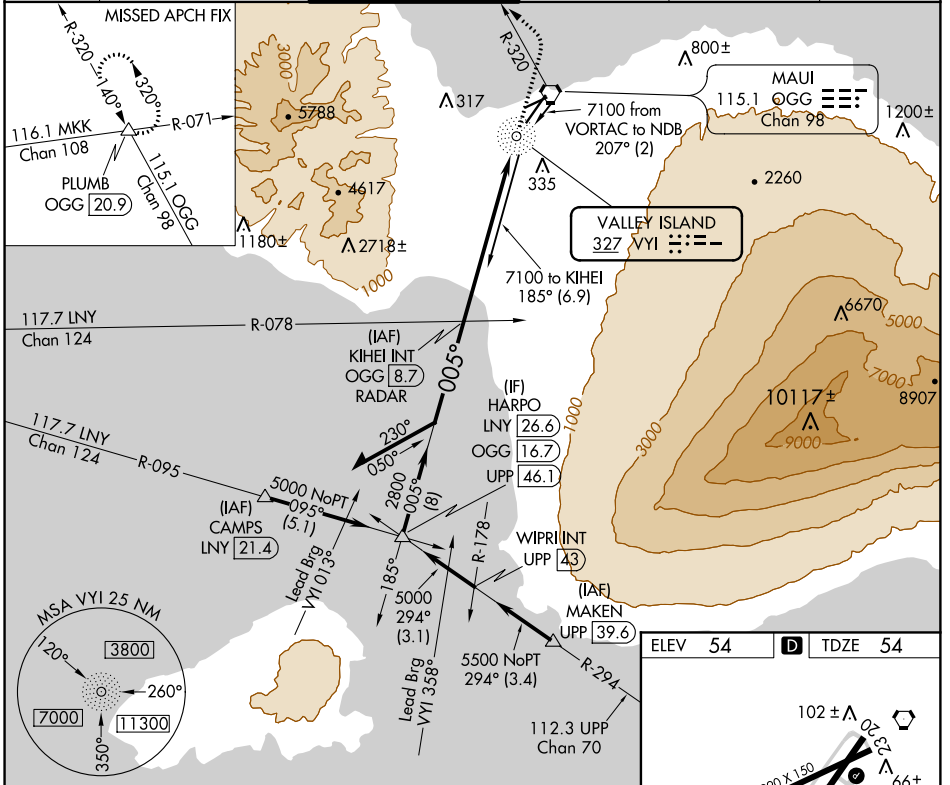 MISSED APCH FIX
R-320
140°
320°
116.1 MKK
Chan 108
R-071
PLUMB
OGG 20.9
115.1 OGG
Chan 98
3000
5788
4617
1180±
2718±
1000
317
R-320
800±
7100 from
VORTAC to NDB
207° (2)
MAUI
115.1 OGG
Chan 98
1200±
335
2260
VALLEY ISLAND
327 VYI
7100 to KIHEI
185° (6.9)
117.7 LNY
Chan 124
R-078
(IAF)
KIHEI INT
OGG 8.7
RADAR
005°
6670
5000
7000
8907
10117±
9000
1000
3000
(IF)
HARPO
LNY 26.6
OGG 16.7
UPP 46.1
230°
050°
117.7 LNY
Chan 124
R-095
5000 NoPT
095°
(5.1)
(IAF)
CAMPS
LNY 21.4
2800
005°
(8)
R-178
WIPRI INT
UPP 43
Lead Brg
VYI 013°
185°
5000
294°
(3.1)
Lead Brg
VYI 358°
(IAF)
MAKEN
UPP 39.6
5500 NoPT
294° (3.4)
R-294
112.3 UPP
Chan 70
MSA VYI 25 NM
120°
3800
260°
7000
11300
350°
ELEV 54
D
TDZE 54
102±
23
20
X 150
66±